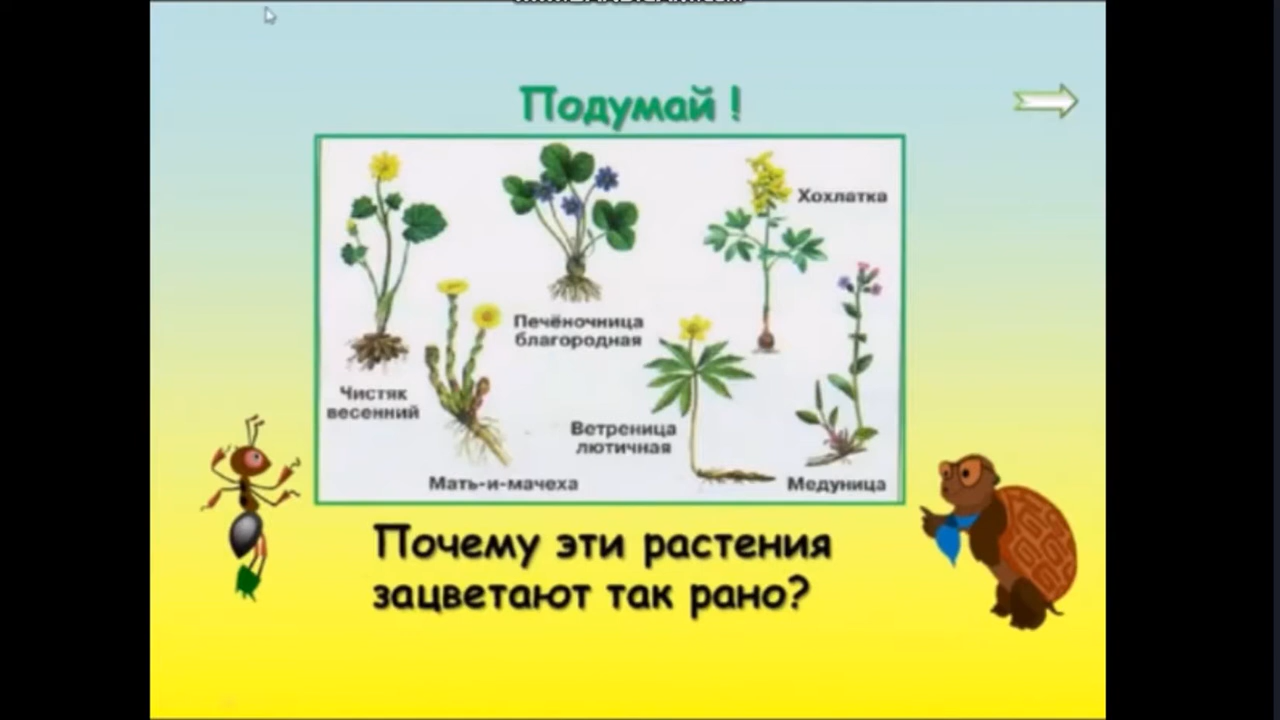 Подумай !
Хохлатка
Печёночница
благородная
Чистяк
весенний
Ветреница
лютичная
Мать-и-мачеха
Медуница
Почему эти растения
зацветают так рано?